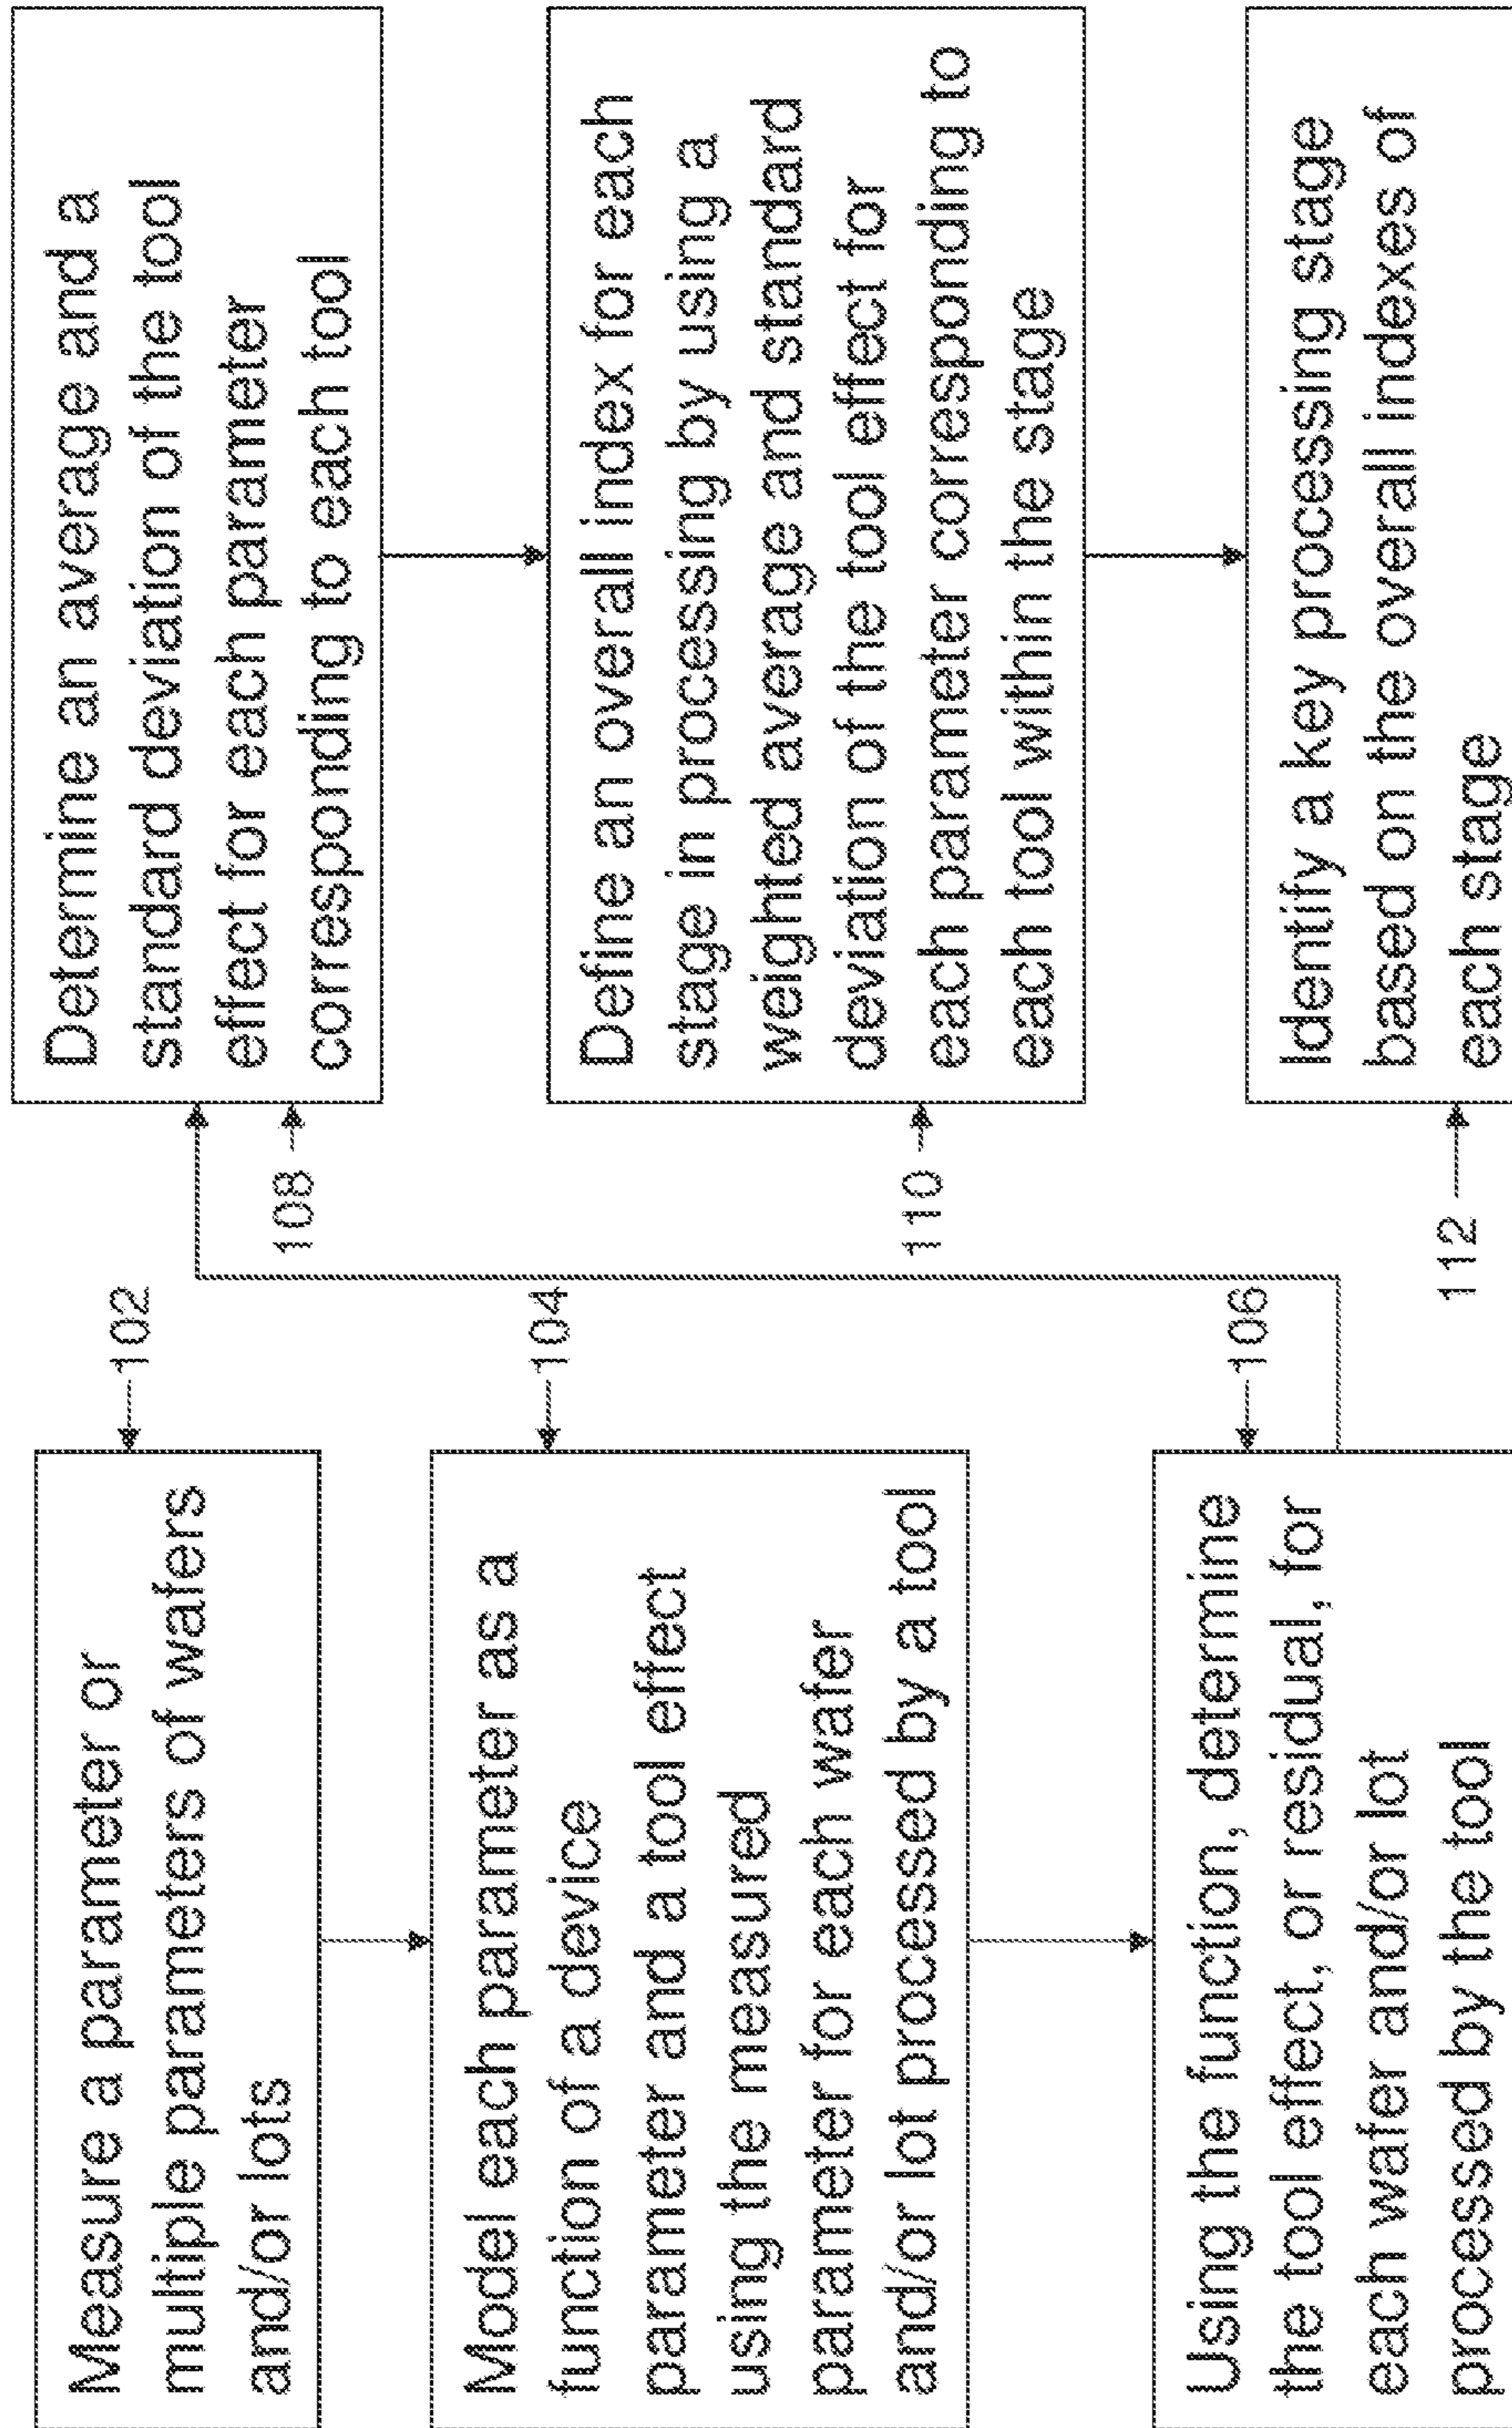 Measure a parameter or
multiple parameters of wafers
and/or lots
102
Model each parameter as a
function of a device
parameter and a tool effect
using the measured
parameter for each wafer
and/or lot processed by a tool
104
Using the function, determine
the tool effect, or residual, for
each wafer and/or lot
processed by the tool
106
Determine an average and a
standard deviation of the tool
effect for each parameter
corresponding to each tool
108
Define an overall index for each
stage in processing by using a
weighted average and standard
deviation of the tool effect for
each parameter corresponding to
each tool within the stage
110
Identify a key processing stage
based on the overall indexes of
each stage
112